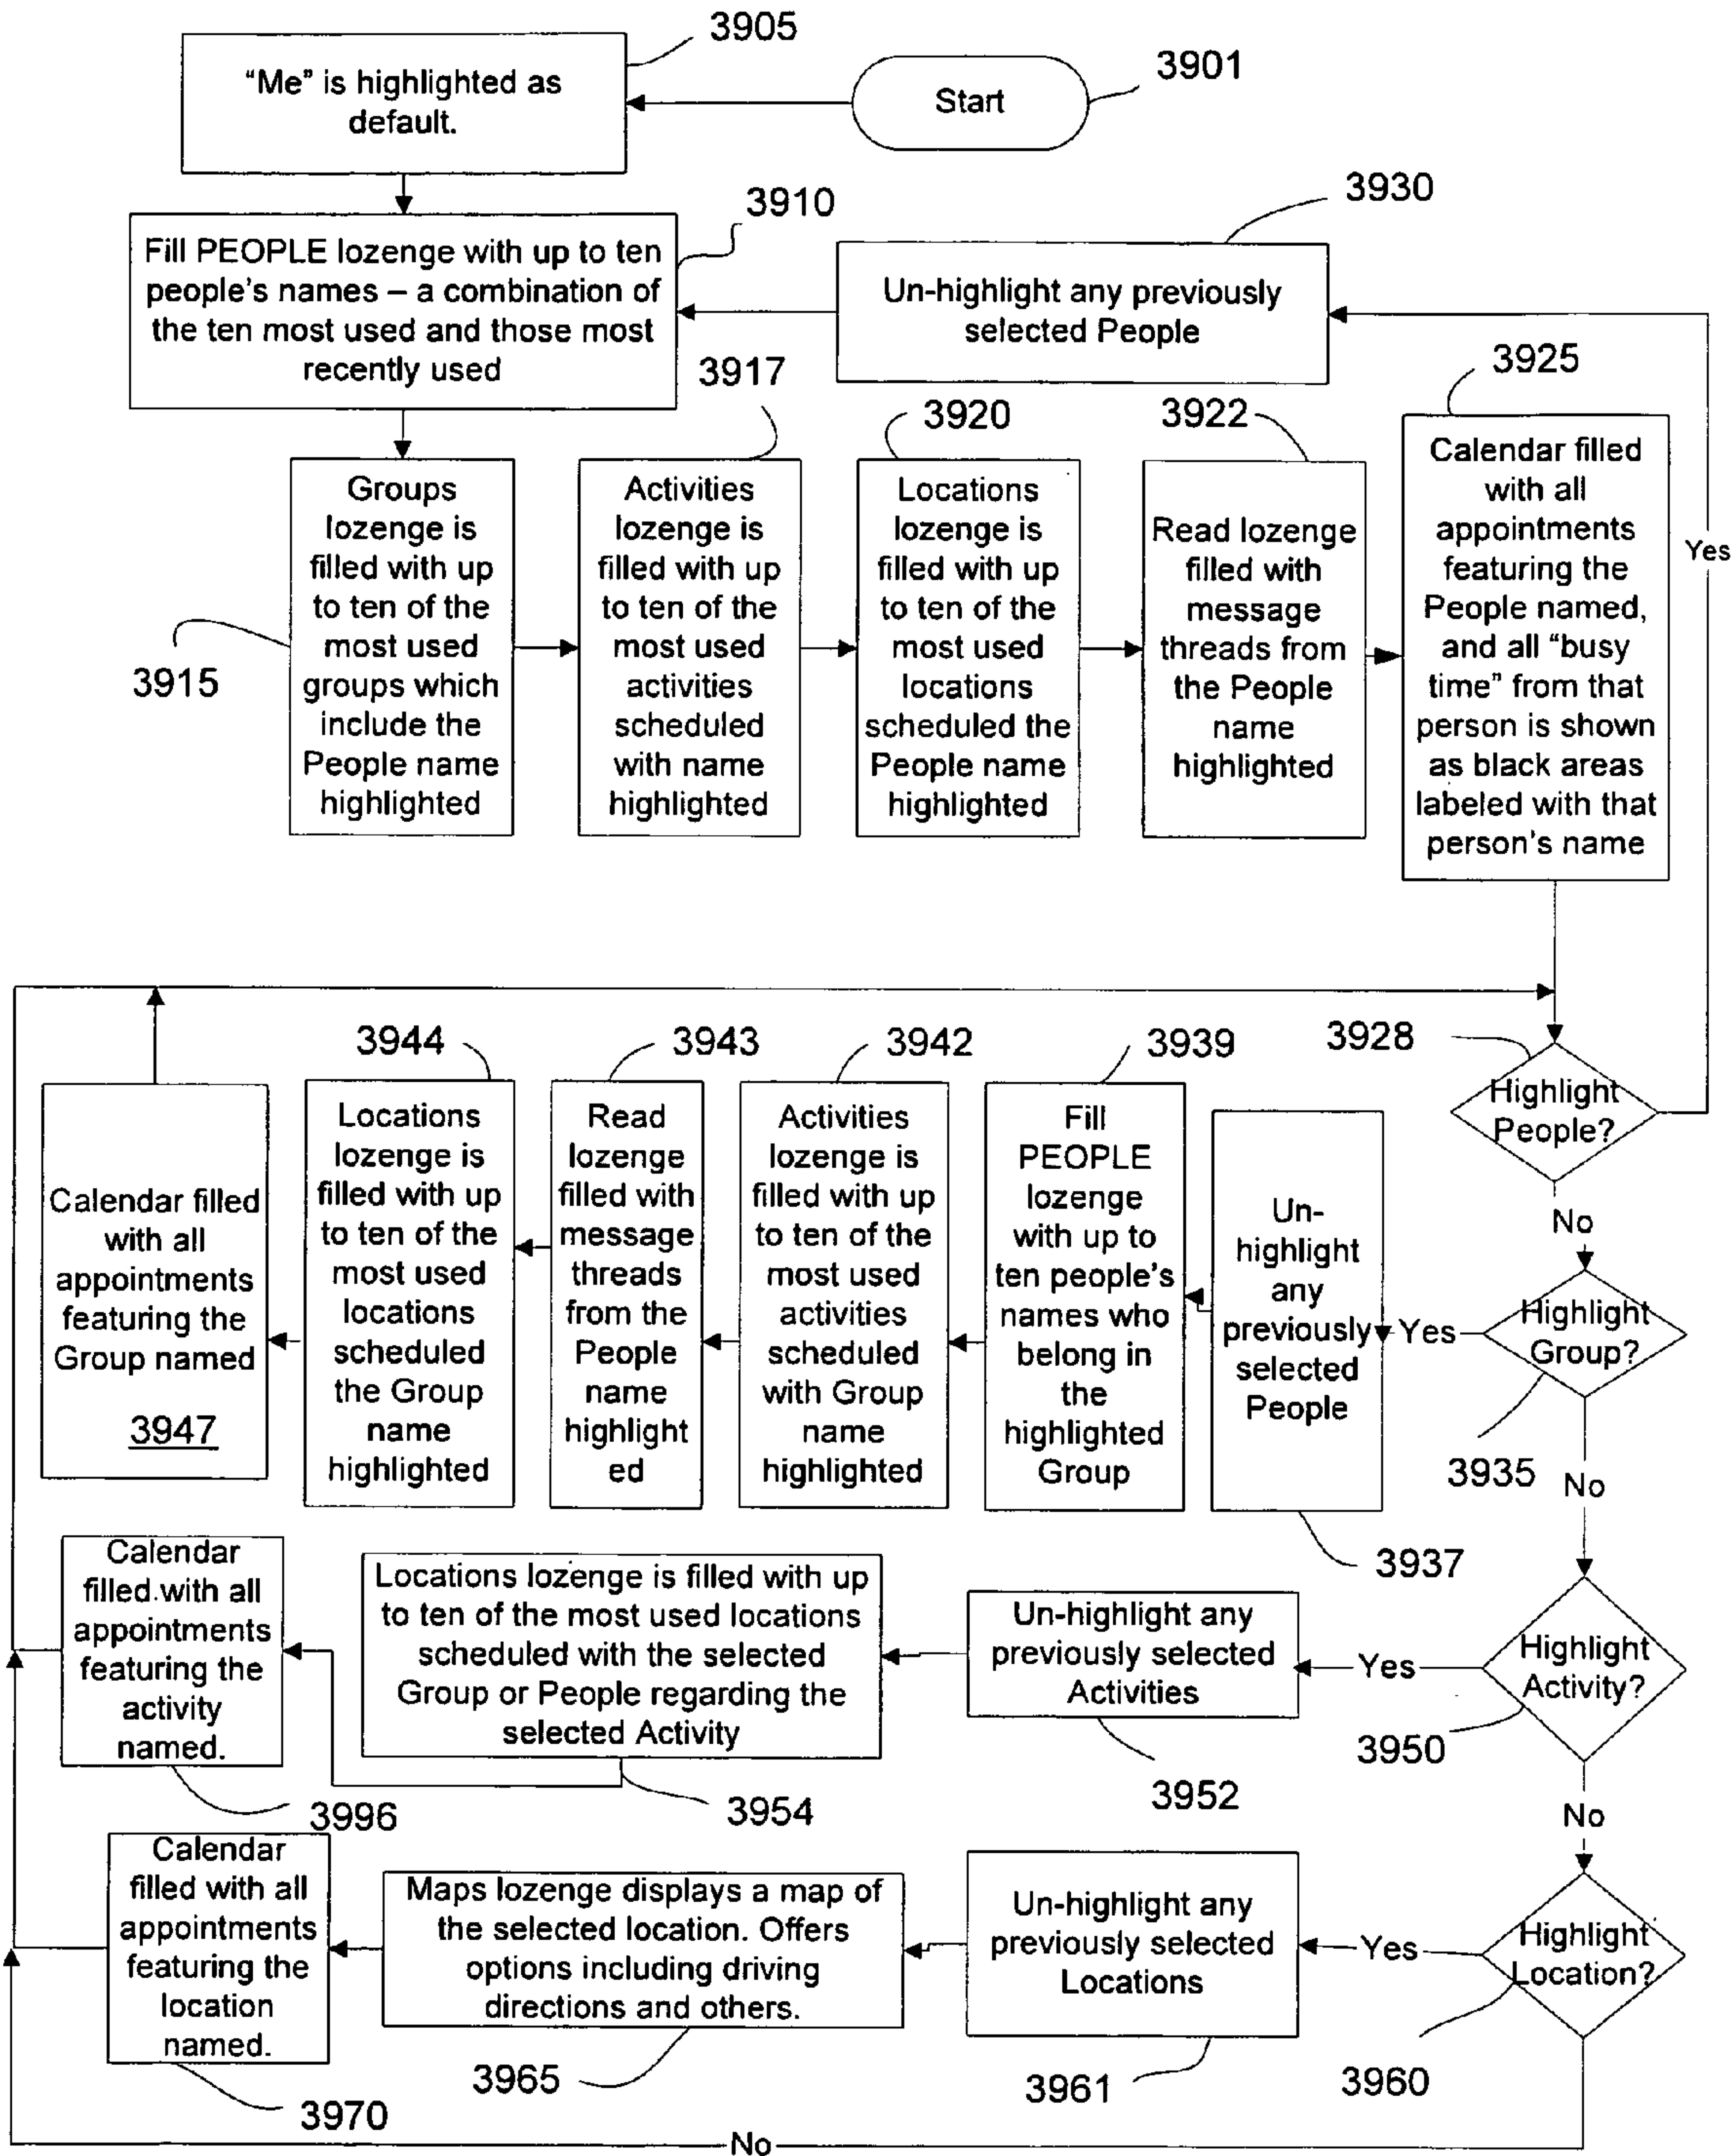 3905
3901
"Me" is highlighted as
default.
Start
3930
3910
Fill PEOPLE lozenge with up to ten
people's names – a combination of
the ten most used and those most
recently used
Un-highlight any previously
selected People
3917
3920
3922
3925
Groups
lozenge is
filled with up
to ten of the
most used
groups which
include the
People name
highlighted
3915
Activities
lozenge is
filled with up
to ten of the
most used
activities
scheduled
with name
highlighted
Locations
lozenge is
filled with up
to ten of the
most used
locations
scheduled the
People name
highlighted
Read lozenge
filled with
message
threads from
the People
name
highlighted
Calendar filled
with all
appointments
featuring the
People named,
and all "busy
time" from that
person is shown
as black areas
labeled with that
person's name
Yes
3928
Highlight
People?
No
3944
3943
3942
3939
Calendar filled
with all
appointments
featuring the
Group named
3947
Locations
lozenge is
filled with up
to ten of the
most used
locations
scheduled
the Group
name
highlighted
Read
lozenge
filled with
message
threads
from the
People
name
highlight
ed
Activities
lozenge is
filled with up
to ten of the
most used
activities
scheduled
with Group
name
highlighted
Fill
PEOPLE
lozenge
with up to
ten people's
names who
belong in
the
highlighted
Group
Un-
highlight
any
previously
selected
People
Yes
Highlight
Group?
3935
No
3937
Calendar
filled with all
appointments
featuring the
activity
named.
3996
Locations lozenge is filled with up
to ten of the most used locations
scheduled with the selected
Group or People regarding the
selected Activity
3954
Un-highlight any
previously selected
Activities
3952
Yes
Highlight
Activity?
3950
No
Calendar
filled with all
appointments
featuring the
location
named.
3970
Maps lozenge displays a map of
the selected location. Offers
options including driving
directions and others.
3965
Un-highlight any
previously selected
Locations
3961
Yes
Highlight
Location?
3960
No